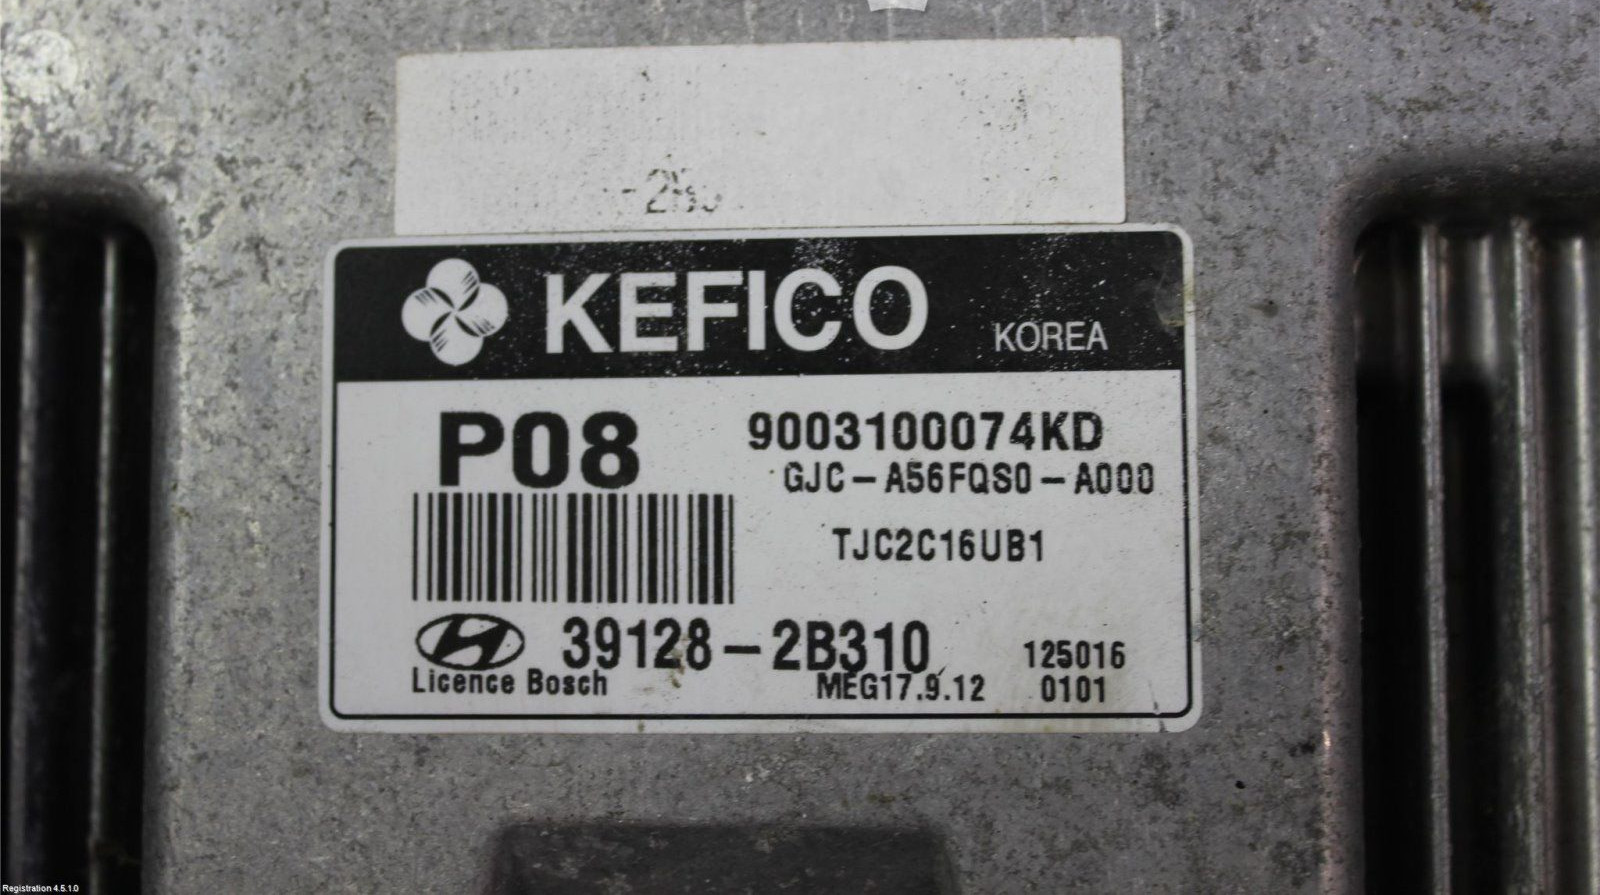 KEFICO KOREA
P08 9003100074KD
GJC-A56FQS0-A000
TJC2C16UB1
39128-2B310 125016
Licence Bosch MEG17.9.12 0101
Registration 4.5.1.0